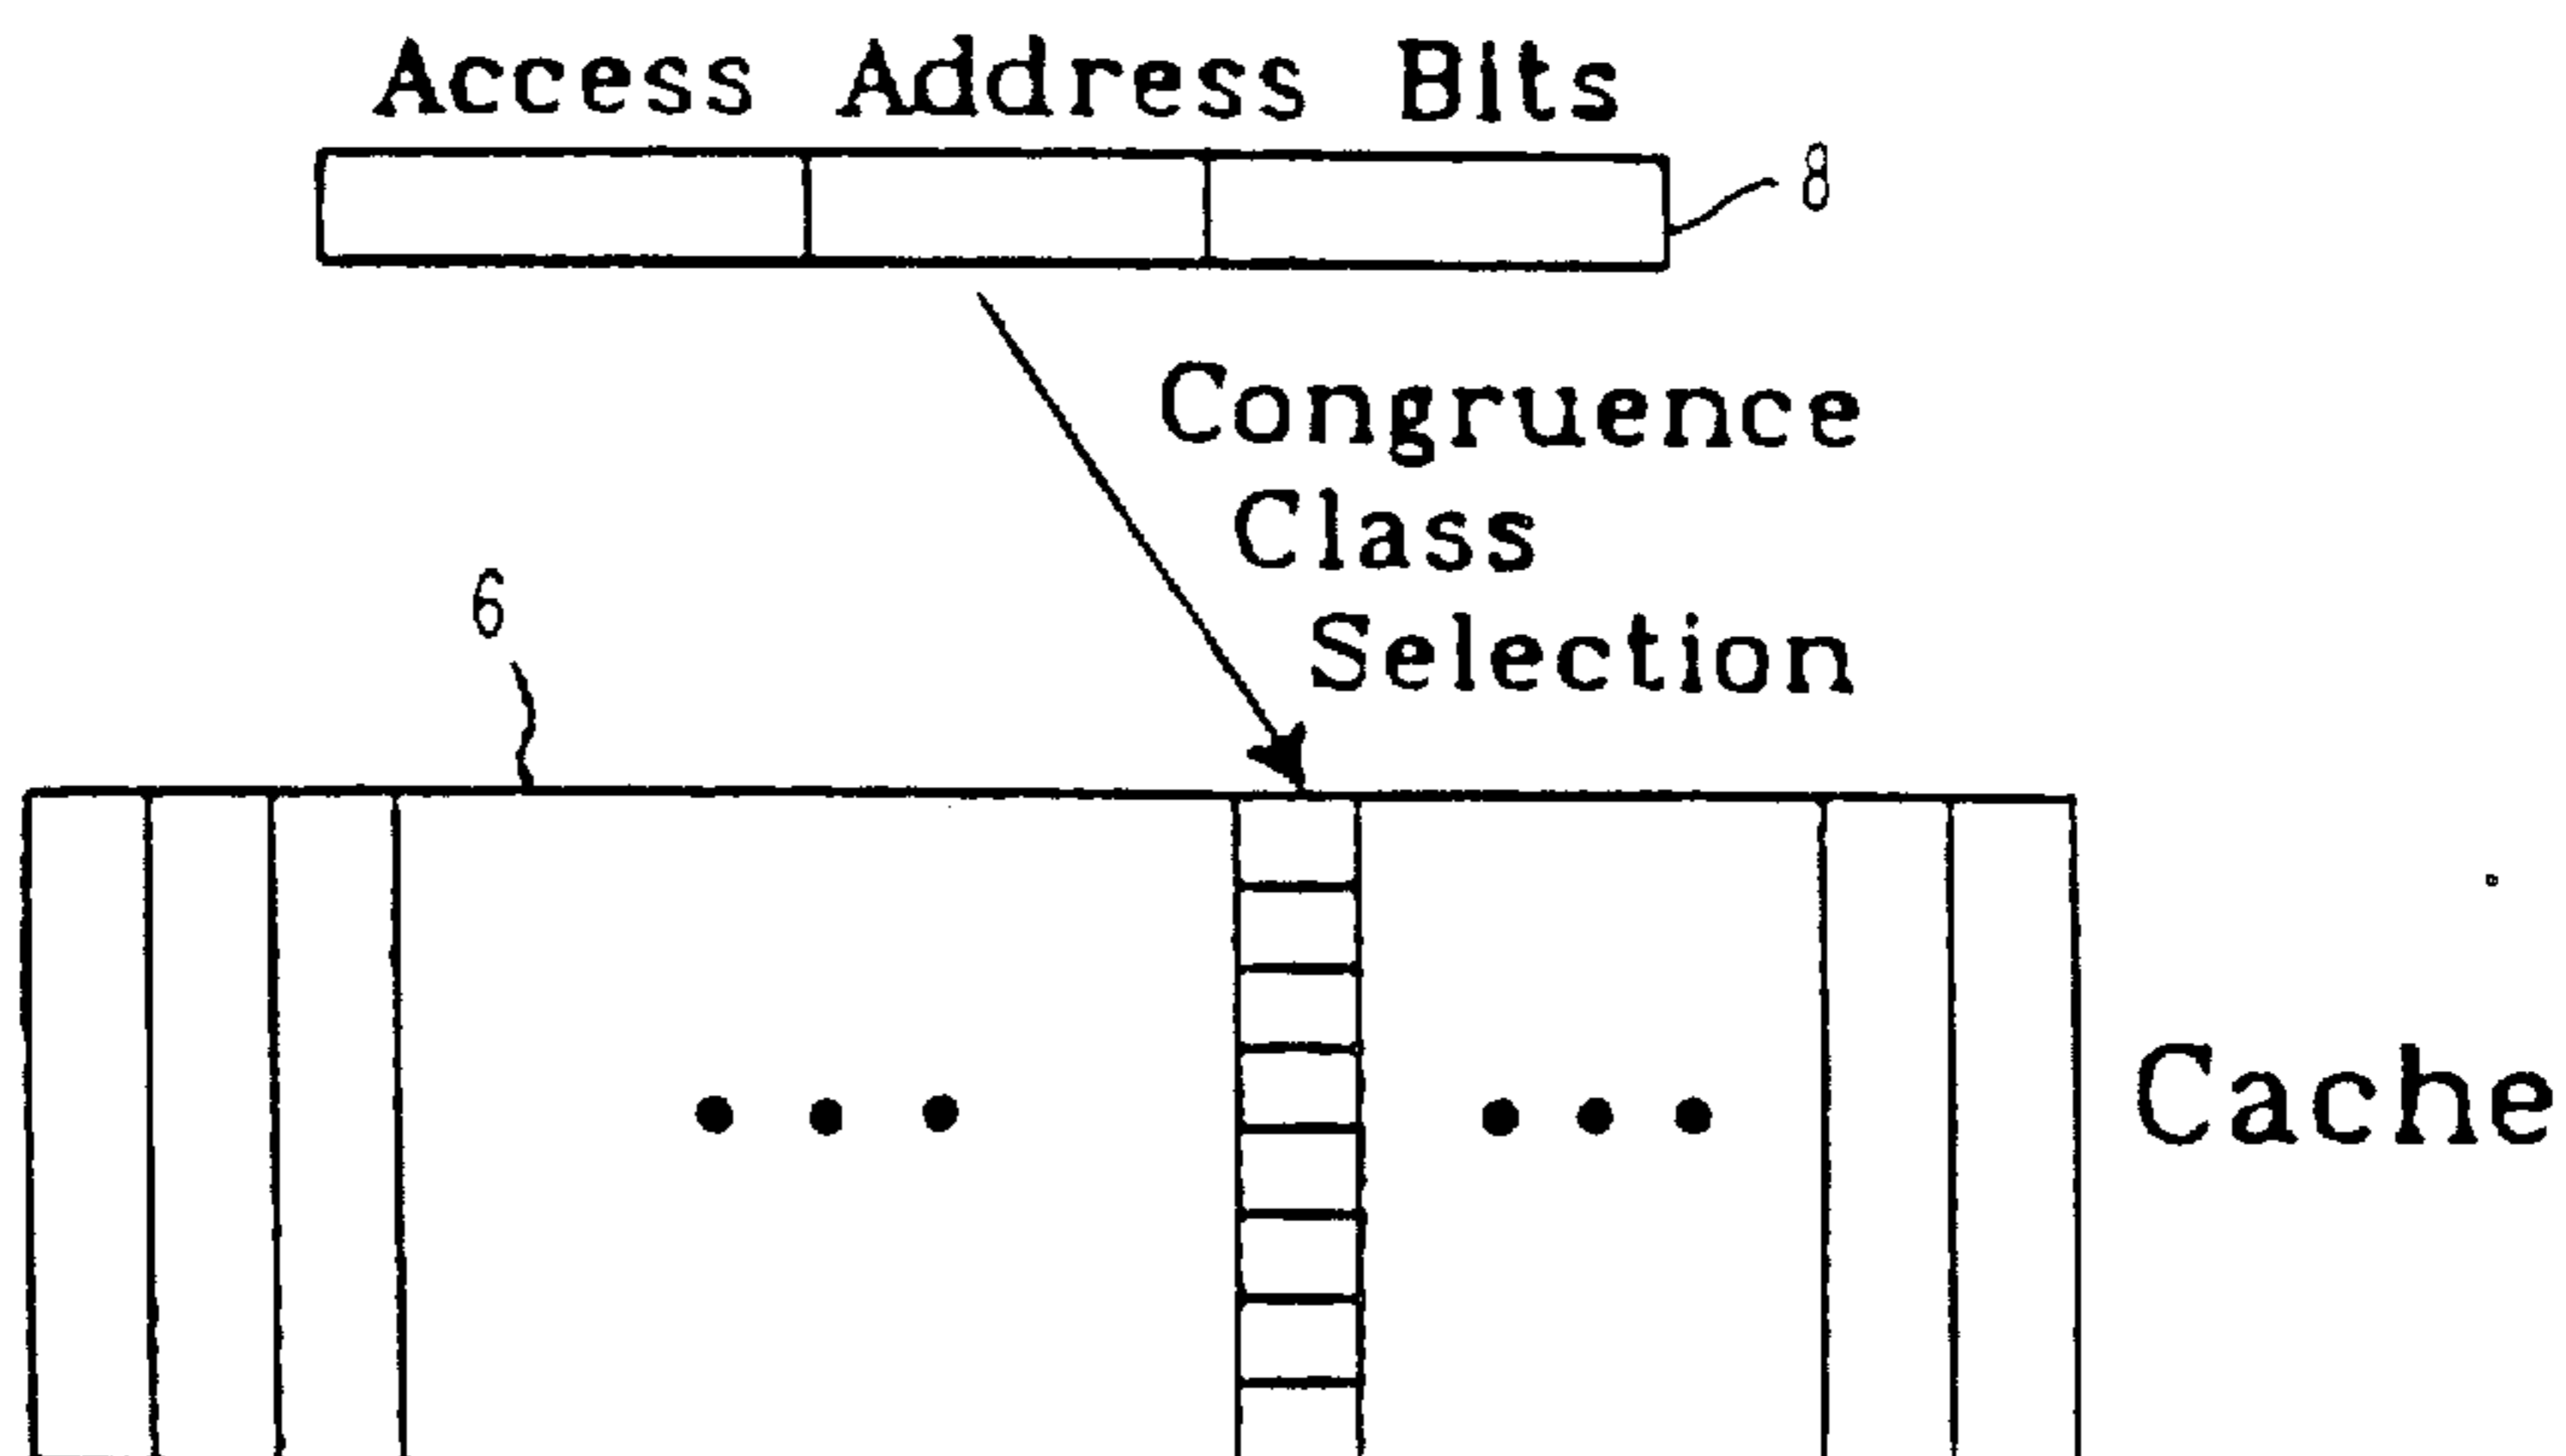 Access Address Bits
8
Congruence
Class
Selection
6
Cache